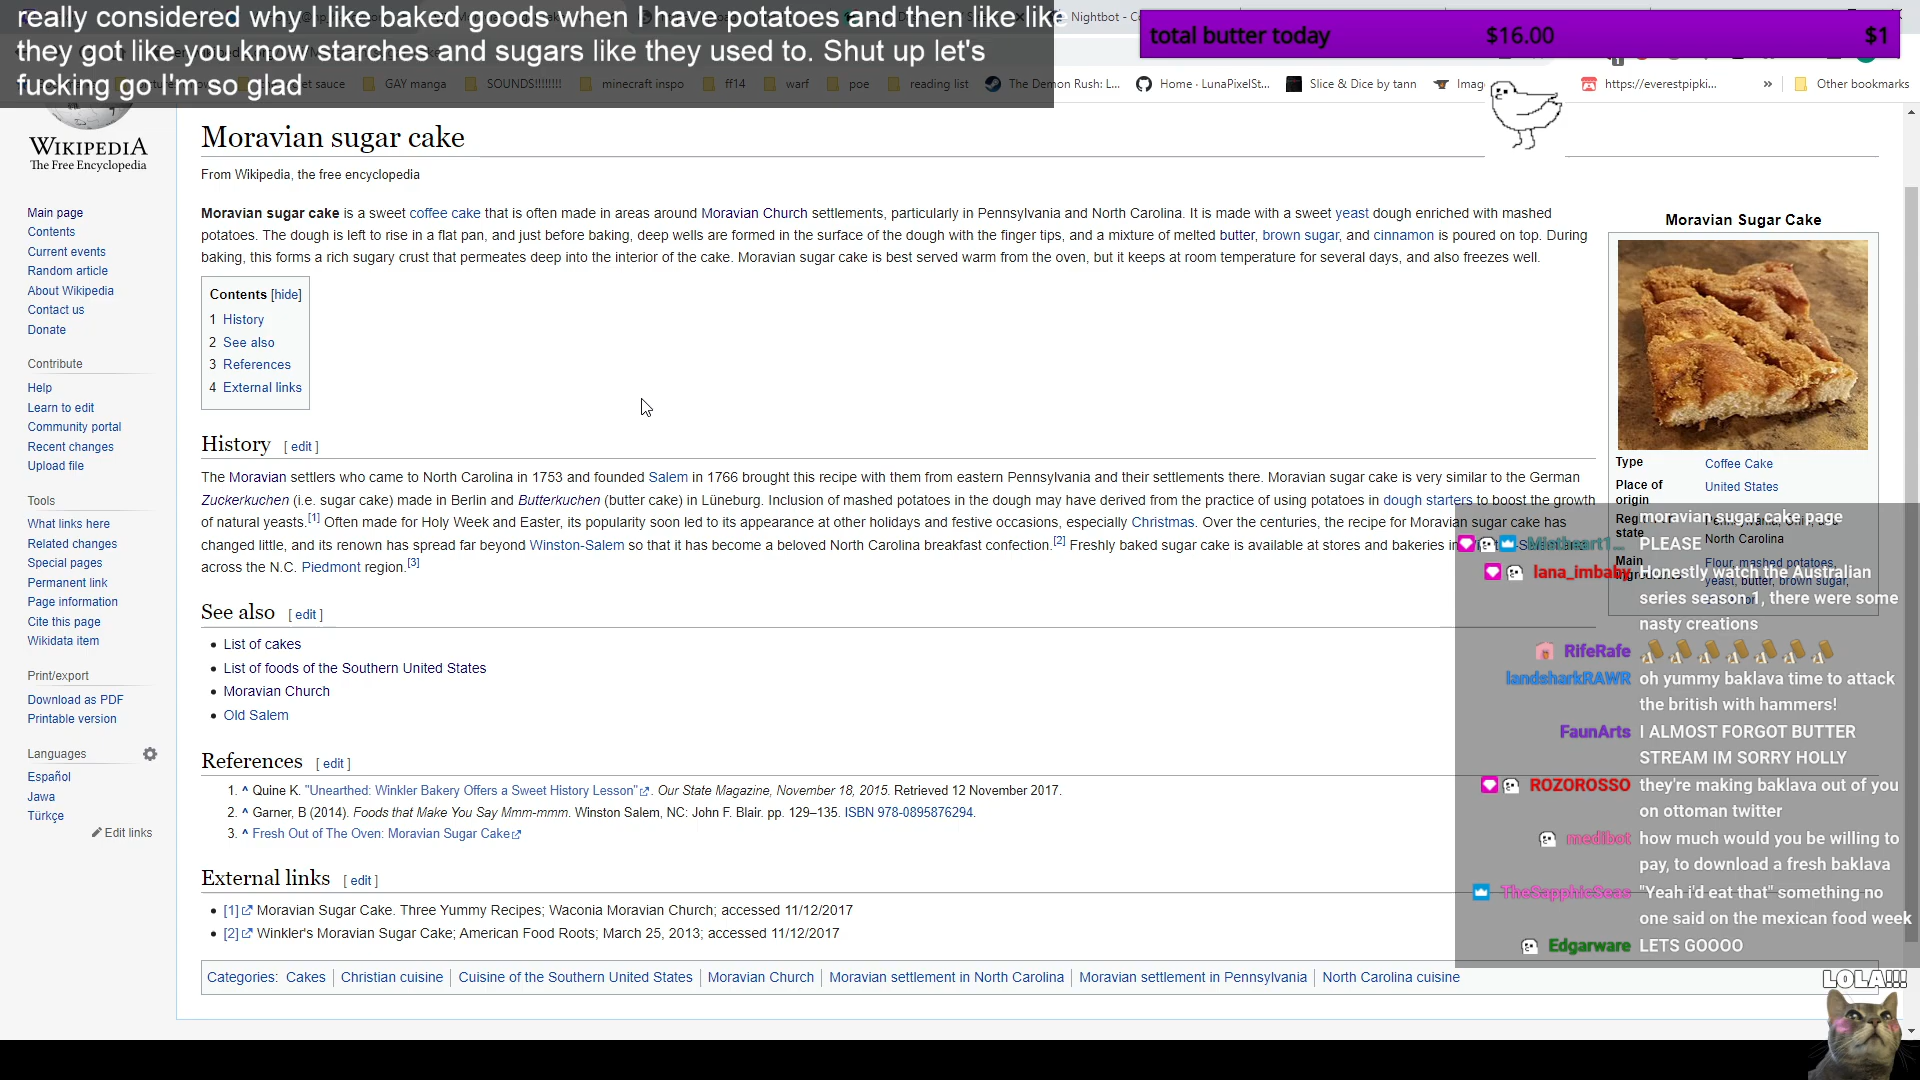 really considered why I like baked goods when I have potatoes and then like like
they got like you know starches and sugars like they used to. Shut up let's
fucking go I'm so glad
Nightbot - Co
total butter today $16.00 $1
et sauce
GAY manga
SOUNDS!!!!!!!!
minecraft inspo
ff14
warf
poe
reading list
The Demon Rush: L...
Home · LunaPixelSt...
Slice & Dice by tann
Imag
https://everestpipki...
»
Other bookmarks
WIKIPEDIA
The Free Encyclopedia
Main page
Contents
Current events
Random article
About Wikipedia
Contact us
Donate
Contribute
Help
Learn to edit
Community portal
Recent changes
Upload file
Tools
What links here
Related changes
Special pages
Permanent link
Page information
Cite this page
Wikidata item
Print/export
Download as PDF
Printable version
Languages
Español
Jawa
Türkçe
Edit links
Moravian sugar cake
From Wikipedia, the free encyclopedia
Moravian sugar cake is a sweet coffee cake that is often made in areas around Moravian Church settlements, particularly in Pennsylvania and North Carolina. It is made with a sweet yeast dough enriched with mashed
potatoes. The dough is left to rise in a flat pan, and just before baking, deep wells are formed in the surface of the dough with the finger tips, and a mixture of melted butter, brown sugar, and cinnamon is poured on top. During
baking, this forms a rich sugary crust that permeates deep into the interior of the cake. Moravian sugar cake is best served warm from the oven, but it keeps at room temperature for several days, and also freezes well.
Contents [hide]
1 History
2 See also
3 References
4 External links
History [ edit ]
The Moravian settlers who came to North Carolina in 1753 and founded Salem in 1766 brought this recipe with them from eastern Pennsylvania and their settlements there. Moravian sugar cake is very similar to the German
Zuckerkuchen (i.e. sugar cake) made in Berlin and Butterkuchen (butter cake) in Lüneburg. Inclusion of mashed potatoes in the dough may have derived from the practice of using potatoes in dough starters to boost the growth
of natural yeasts.[1] Often made for Holy Week and Easter, its popularity soon led to its appearance at other holidays and festive occasions, especially Christmas. Over the centuries, the recipe for Moravian sugar cake has
changed little, and its renown has spread far beyond Winston-Salem so that it has become a beloved North Carolina breakfast confection.[2] Freshly baked sugar cake is available at stores and bakeries in
across the N.C. Piedmont region.[3]
See also [ edit ]
• List of cakes
• List of foods of the Southern United States
• Moravian Church
• Old Salem
References [ edit ]
1. ^ Quine K. "Unearthed: Winkler Bakery Offers a Sweet History Lesson". Our State Magazine, November 18, 2015. Retrieved 12 November 2017.
2. ^ Garner, B (2014). Foods that Make You Say Mmm-mmm. Winston Salem, NC: John F. Blair. pp. 129–135. ISBN 978-0895876294.
3. ^ Fresh Out of The Oven: Moravian Sugar Cake
External links [ edit ]
• [1] Moravian Sugar Cake. Three Yummy Recipes; Waconia Moravian Church; accessed 11/12/2017
• [2] Winkler's Moravian Sugar Cake; American Food Roots; March 25, 2013; accessed 11/12/2017
Categories: Cakes | Christian cuisine | Cuisine of the Southern United States | Moravian Church | Moravian settlement in North Carolina | Moravian settlement in Pennsylvania | North Carolina cuisine
Moravian Sugar Cake
Type Coffee Cake
Place of
origin United States
state North Carolina
Main Flour, mashed potatoes,
yeast, butter, brown sugar,
moravian sugar cake page
PLEASE
lana_imbaby Honestly watch the Australian
series season 1, there were some
nasty creations
RifeRafe
landsharkRAWR oh yummy baklava time to attack
the british with hammers!
FaunArts I ALMOST FORGOT BUTTER
STREAM IM SORRY HOLLY
ROZOROSSO they're making baklava out of you
on ottoman twitter
medlbot how much would you be willing to
pay, to download a fresh baklava
TheSapphicSeas "Yeah i'd eat that" something no
one said on the mexican food week
Edgarware LETS GOOOO
LOLA!!!